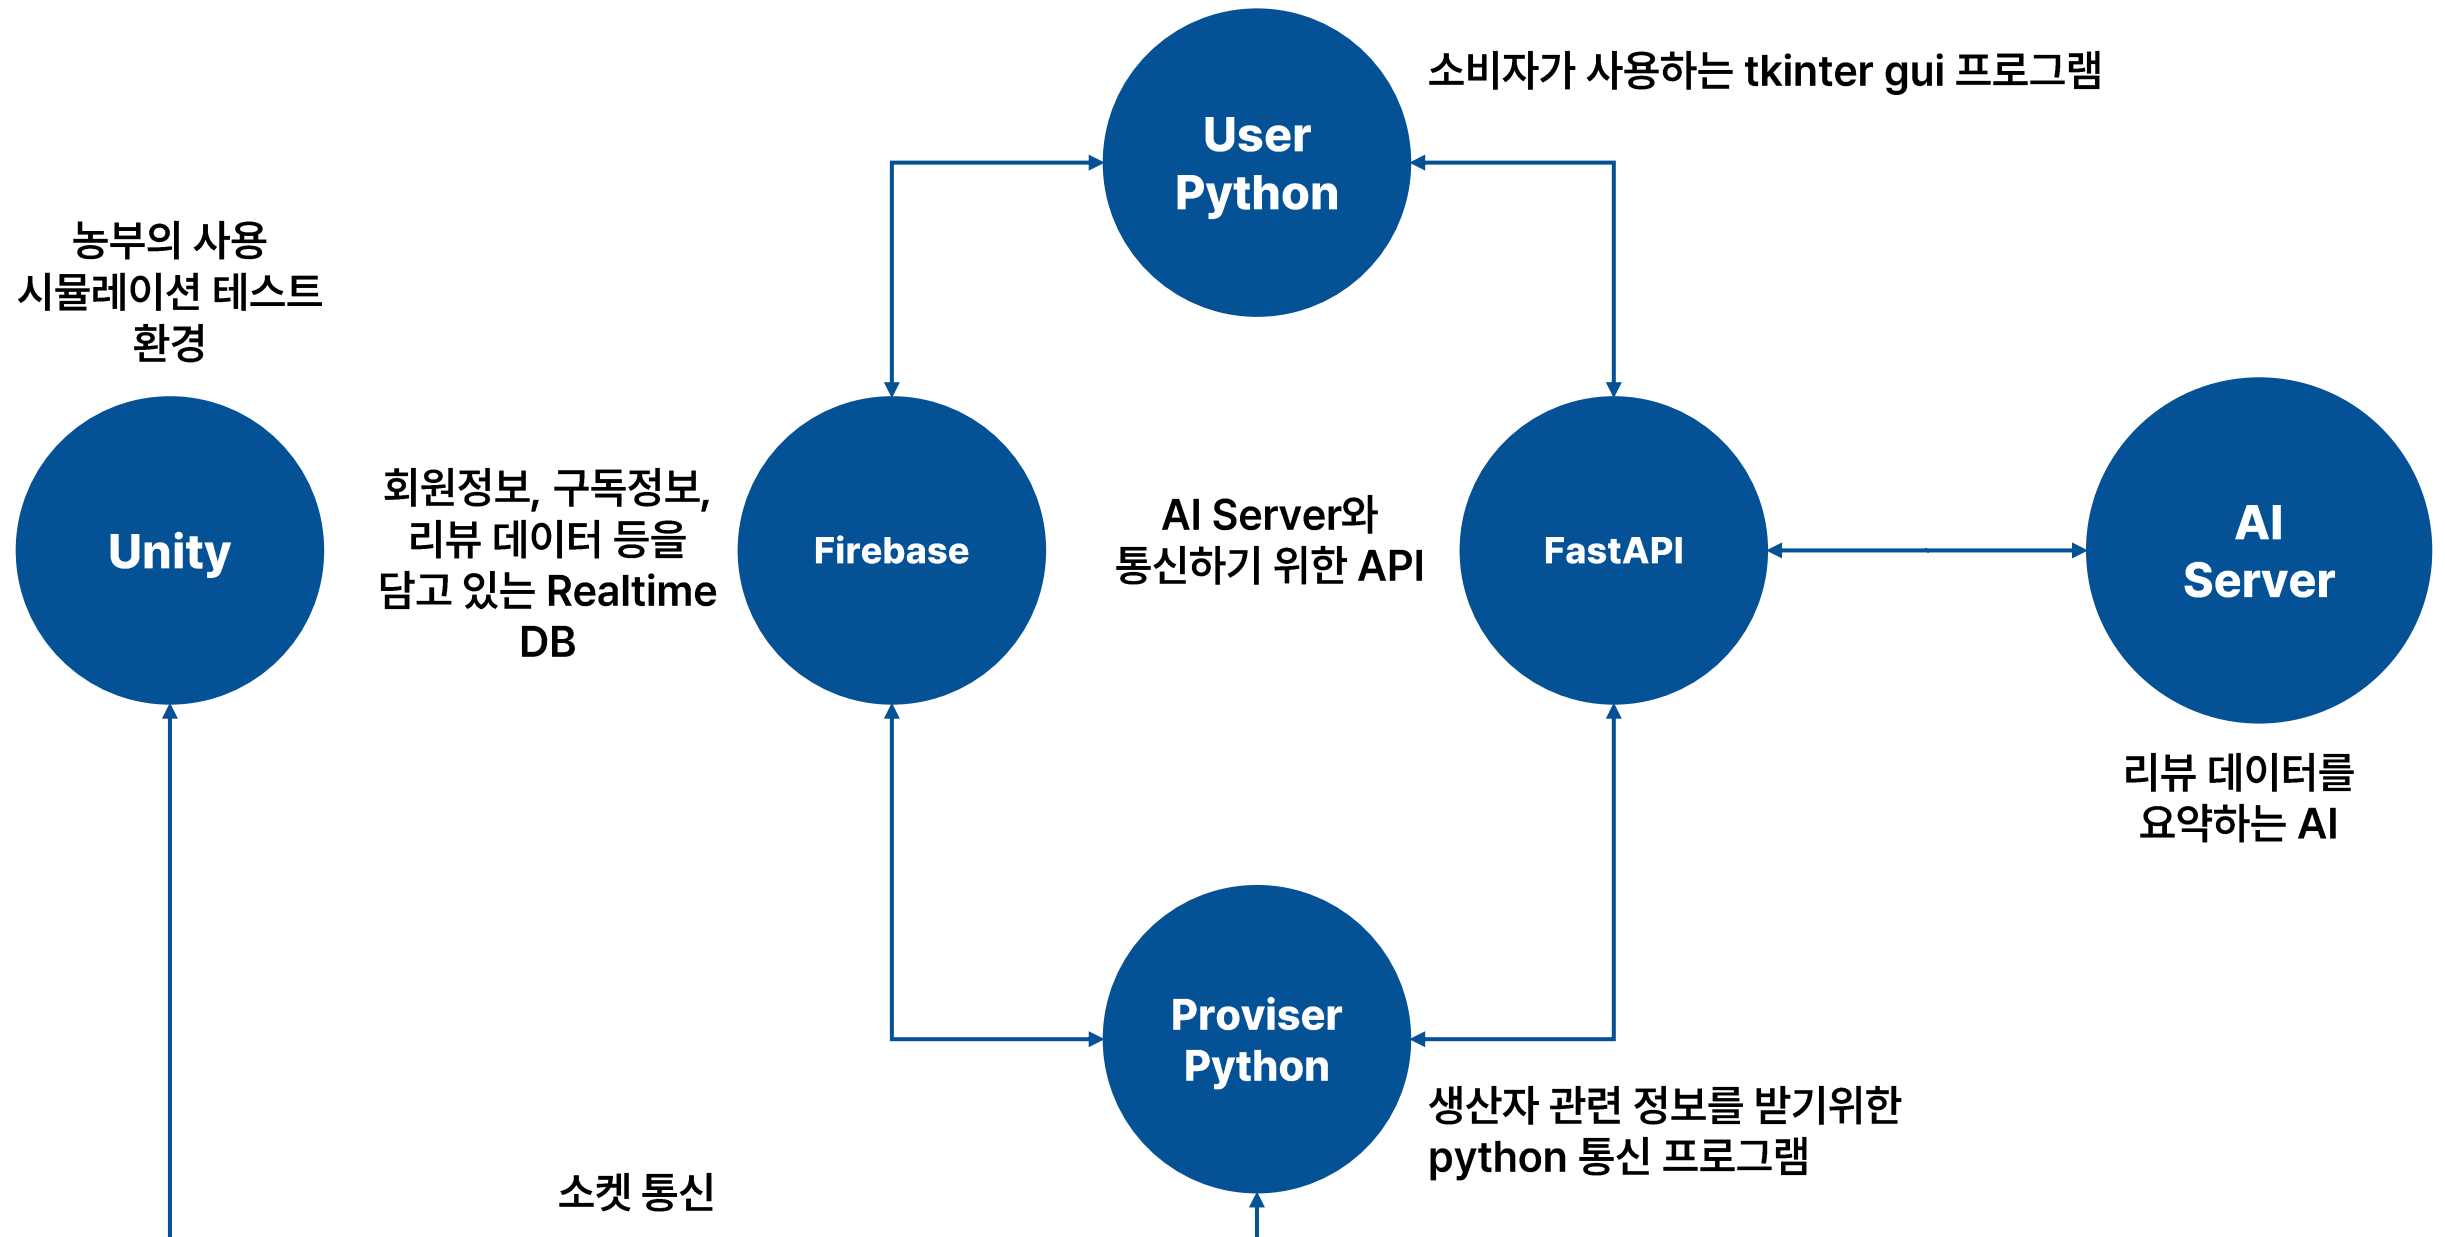 소비자가 사용하는 tkinter gui 프로그램
User
Python
농부의 사용
시뮬레이션 테스트
환경
Unity
회원정보, 구독정보,
리뷰 데이터 등을
담고 있는 Realtime
DB
Firebase
AI Server와
통신하기 위한 API
FastAPI
AI
Server
리뷰 데이터를
요약하는 AI
Proviser
Python
생산자 관련 정보를 받기위한
python 통신 프로그램
소켓 통신